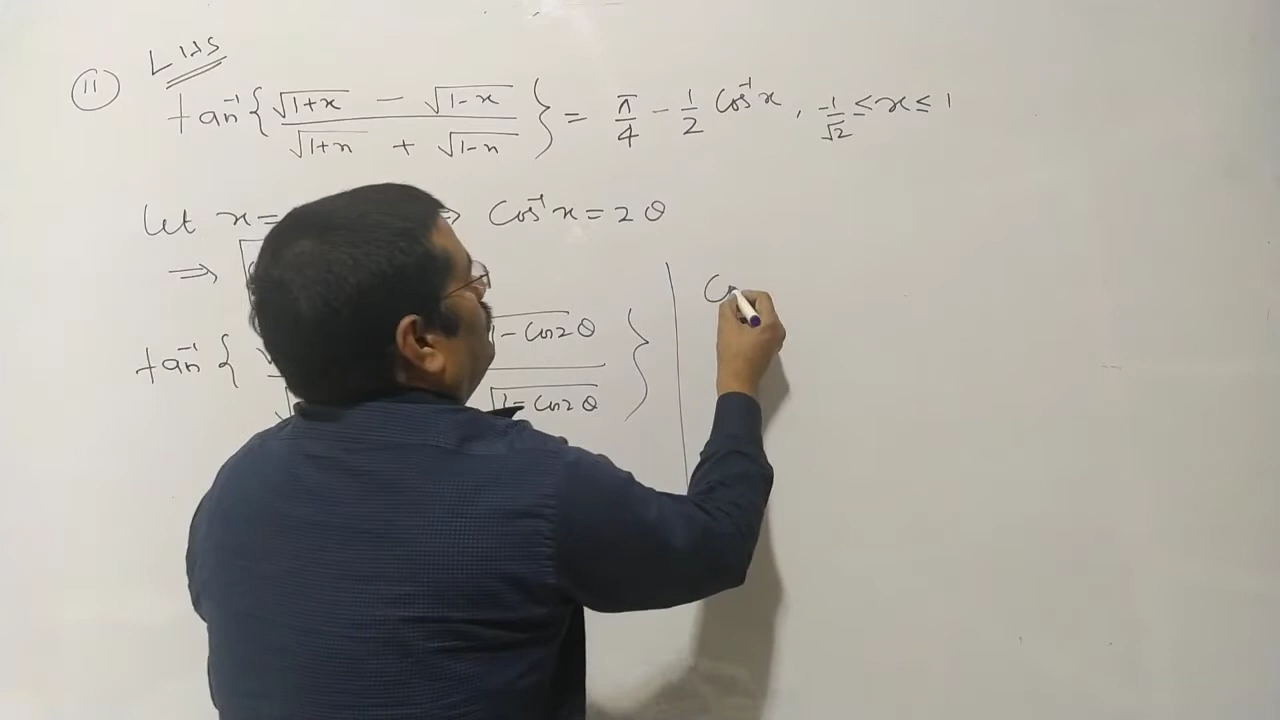 LHS
(11) tan⁻¹ { (√(1+x) − √(1−x)) / (√(1+x) + √(1−x)) } = π/4 − 1/2 Cos⁻¹x , −1/√2 ≤ x ≤ 1
Let x = ⇒ Cos⁻¹x = 2θ
⇒
tan⁻¹ { √(1 − Cos2θ) / √(1 − Cos2θ) }
Co